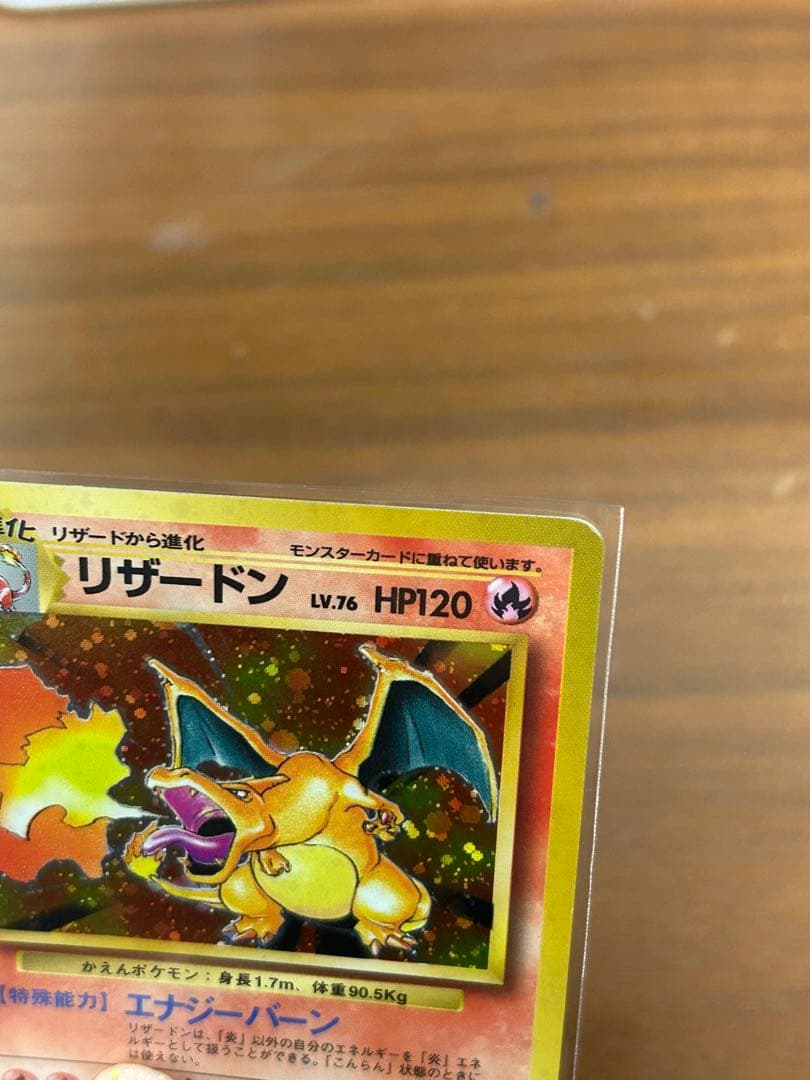 進化 リザードから進化 モンスターカードに重ねて使います。
リザードン LV.76 HP120
かえんポケモン：身長1.7m、体重90.5Kg
【特殊能力】エナジーバーン
リザードンは、「炎」以外の自分のエネルギーを「炎」エネ
ルギーとして扱うことができる。「こんらん」状態のときに
は使えない。